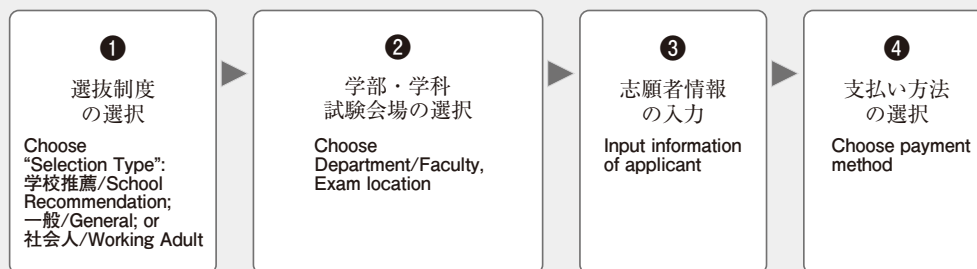 ❶
選抜制度
の選択
Choose
“Selection Type”:
学校推薦/School
Recommendation;
一般/General; or
社会人/Working Adult
❷
学部・学科
試験会場の選択
Choose
Department/Faculty,
Exam location
❸
志願者情報
の入力
Input information
of applicant
❹
支払い方法
の選択
Choose payment
method